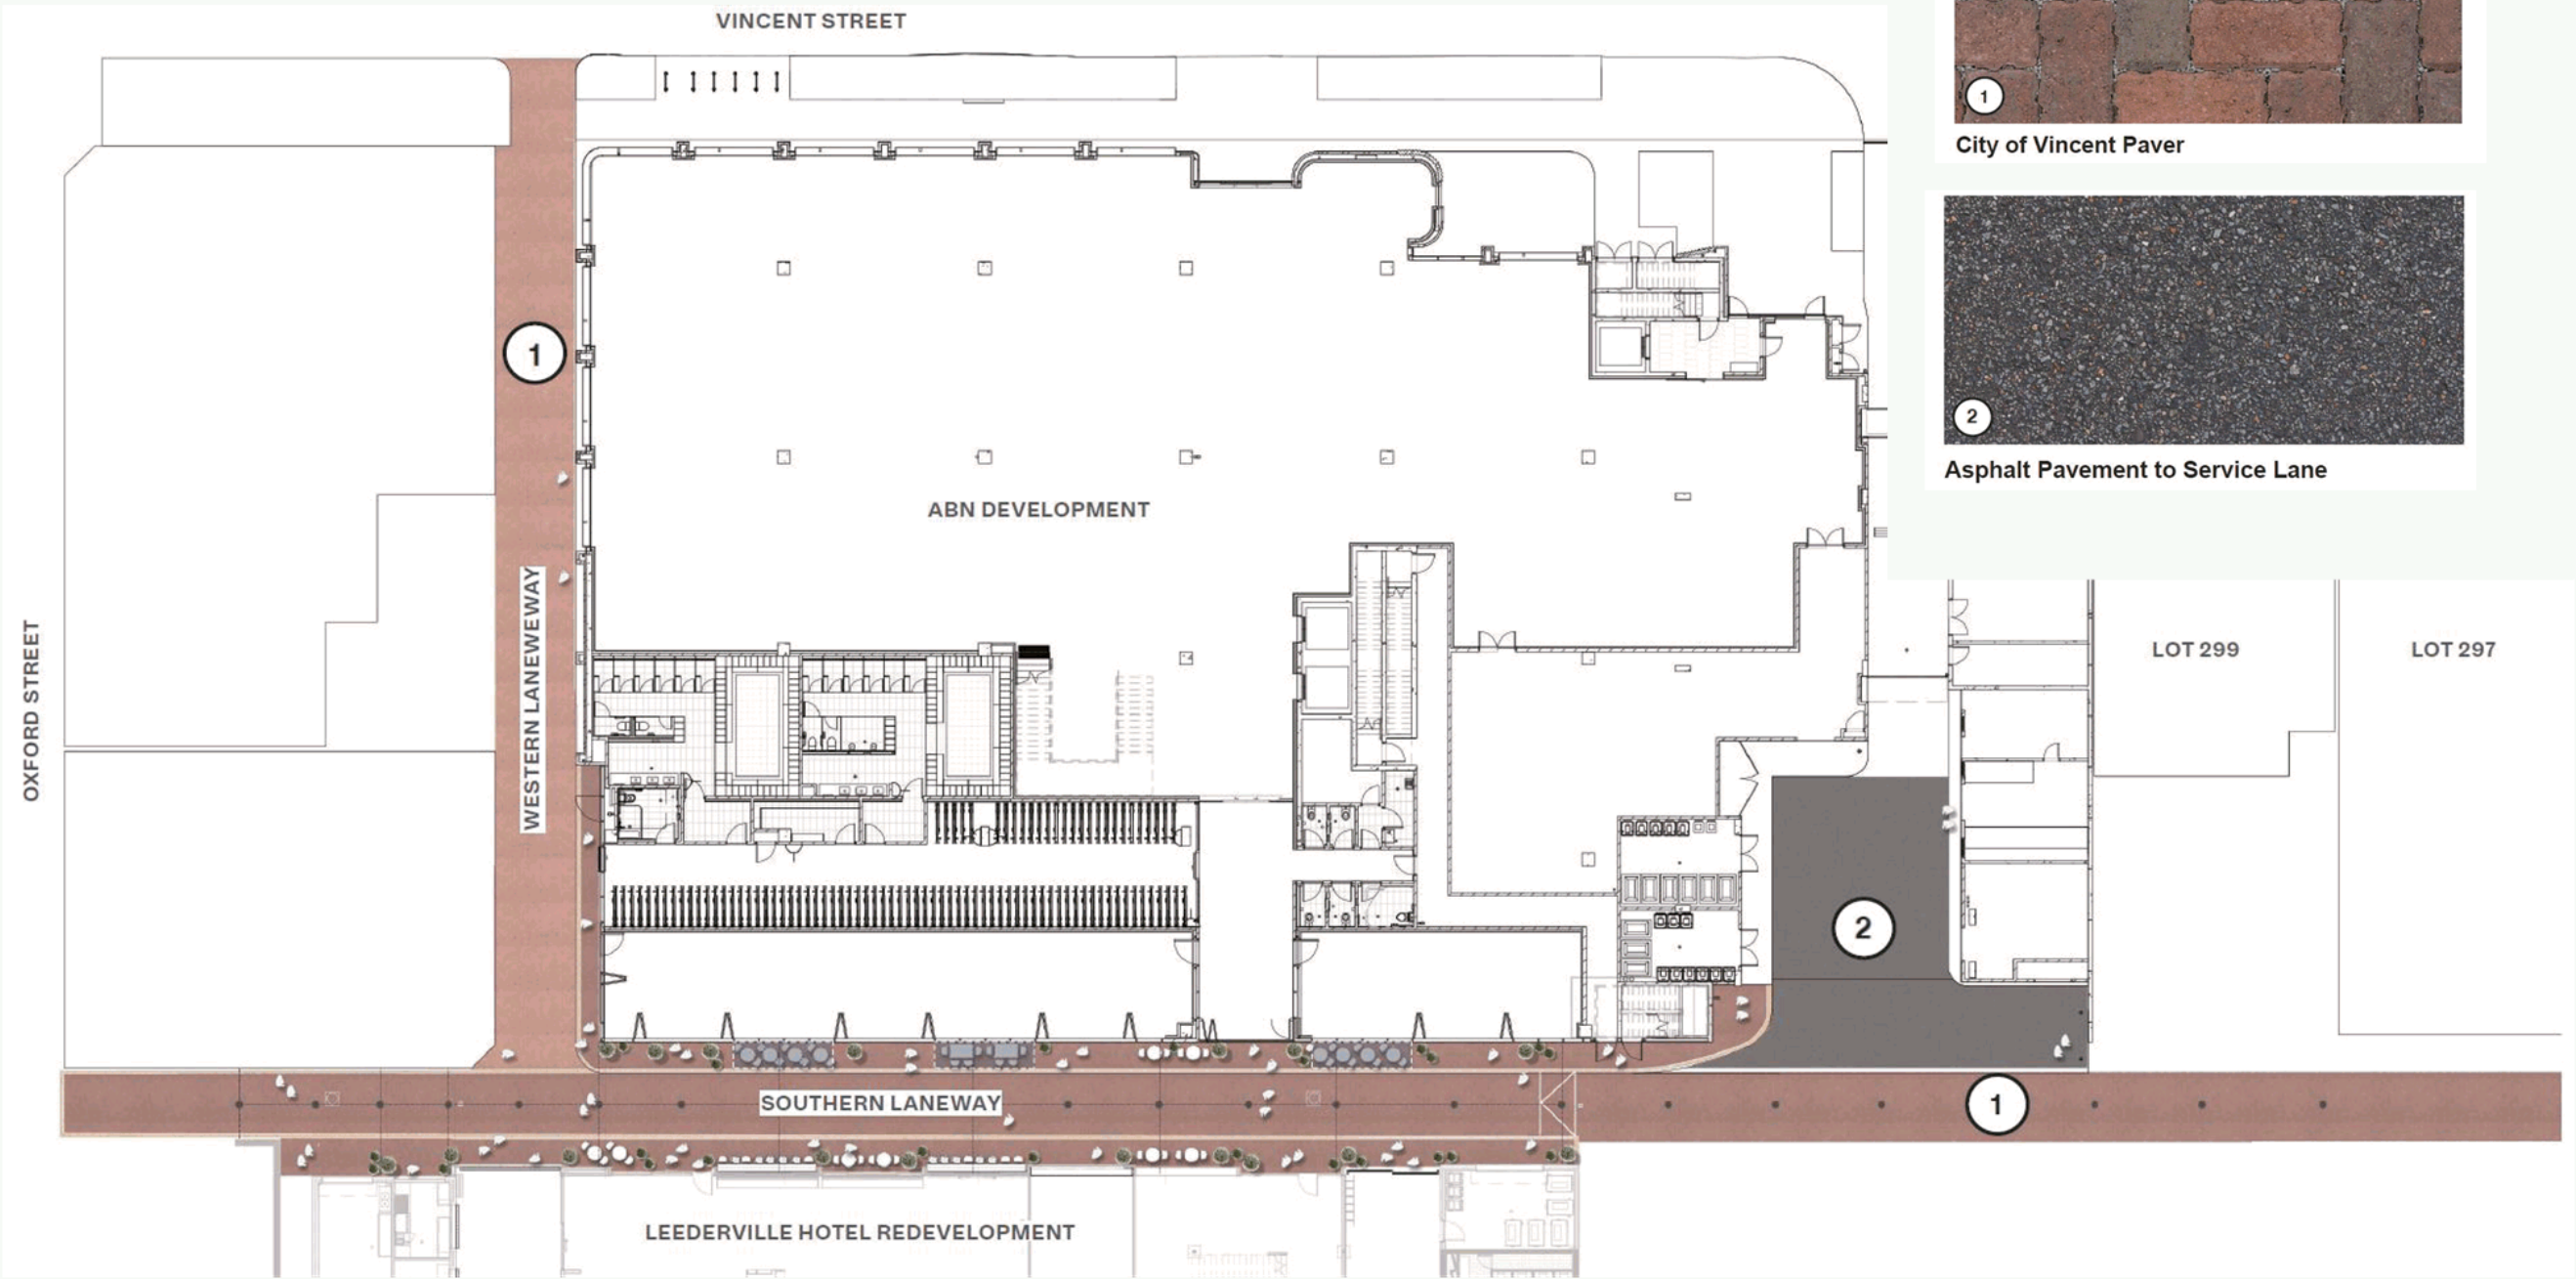 VINCENT STREET
1
City of Vincent Paver
2
Asphalt Pavement to Service Lane
1
ABN DEVELOPMENT
OXFORD STREET
WESTERN LANEWEWAY
LOT 299
LOT 297
2
SOUTHERN LANEWAY
1
LEEDERVILLE HOTEL REDEVELOPMENT